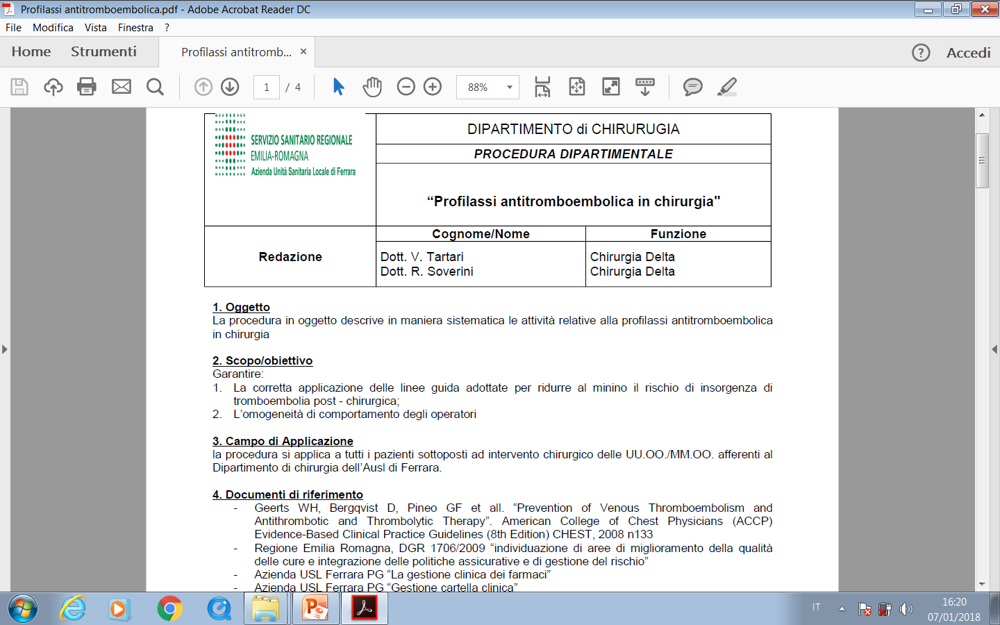 Profilassi antitromboembolica.pdf - Adobe Acrobat Reader DC
File Modifica Vista Finestra ?
Home Strumenti Profilassi antitromb... × ? Accedi
1 / 4 88%
SERVIZIO SANITARIO REGIONALE
EMILIA-ROMAGNA
Azienda Unità Sanitaria Locale di Ferrara
DIPARTIMENTO di CHIRURUGIA
PROCEDURA DIPARTIMENTALE
“Profilassi antitromboembolica in chirurgia"
Redazione
Cognome/Nome Funzione
Dott. V. Tartari Chirurgia Delta
Dott. R. Soverini Chirurgia Delta
1. Oggetto
La procedura in oggetto descrive in maniera sistematica le attività relative alla profilassi antitromboembolica
in chirurgia
2. Scopo/obiettivo
Garantire:
1. La corretta applicazione delle linee guida adottate per ridurre al minino il rischio di insorgenza di
tromboembolia post - chirurgica;
2. L’omogeneità di comportamento degli operatori
3. Campo di Applicazione
la procedura si applica a tutti i pazienti sottoposti ad intervento chirurgico delle UU.OO./MM.OO. afferenti al
Dipartimento di chirurgia dell’Ausl di Ferrara.
4. Documenti di riferimento
- Geerts WH, Bergqvist D, Pineo GF et all. “Prevention of Venous Thromboembolism and
Antithrombotic and Thrombolytic Therapy”. American College of Chest Physicians (ACCP)
Evidence-Based Clinical Practice Guidelines (8th Edition) CHEST, 2008 n133
- Regione Emilia Romagna, DGR 1706/2009 “individuazione di aree di miglioramento della qualità
delle cure e integrazione delle politiche assicurative e di gestione del rischio”
- Azienda USL Ferrara PG “La gestione clinica dei farmaci”
- Azienda USL Ferrara PG “Gestione cartella clinica”
IT
16:20
07/01/2018